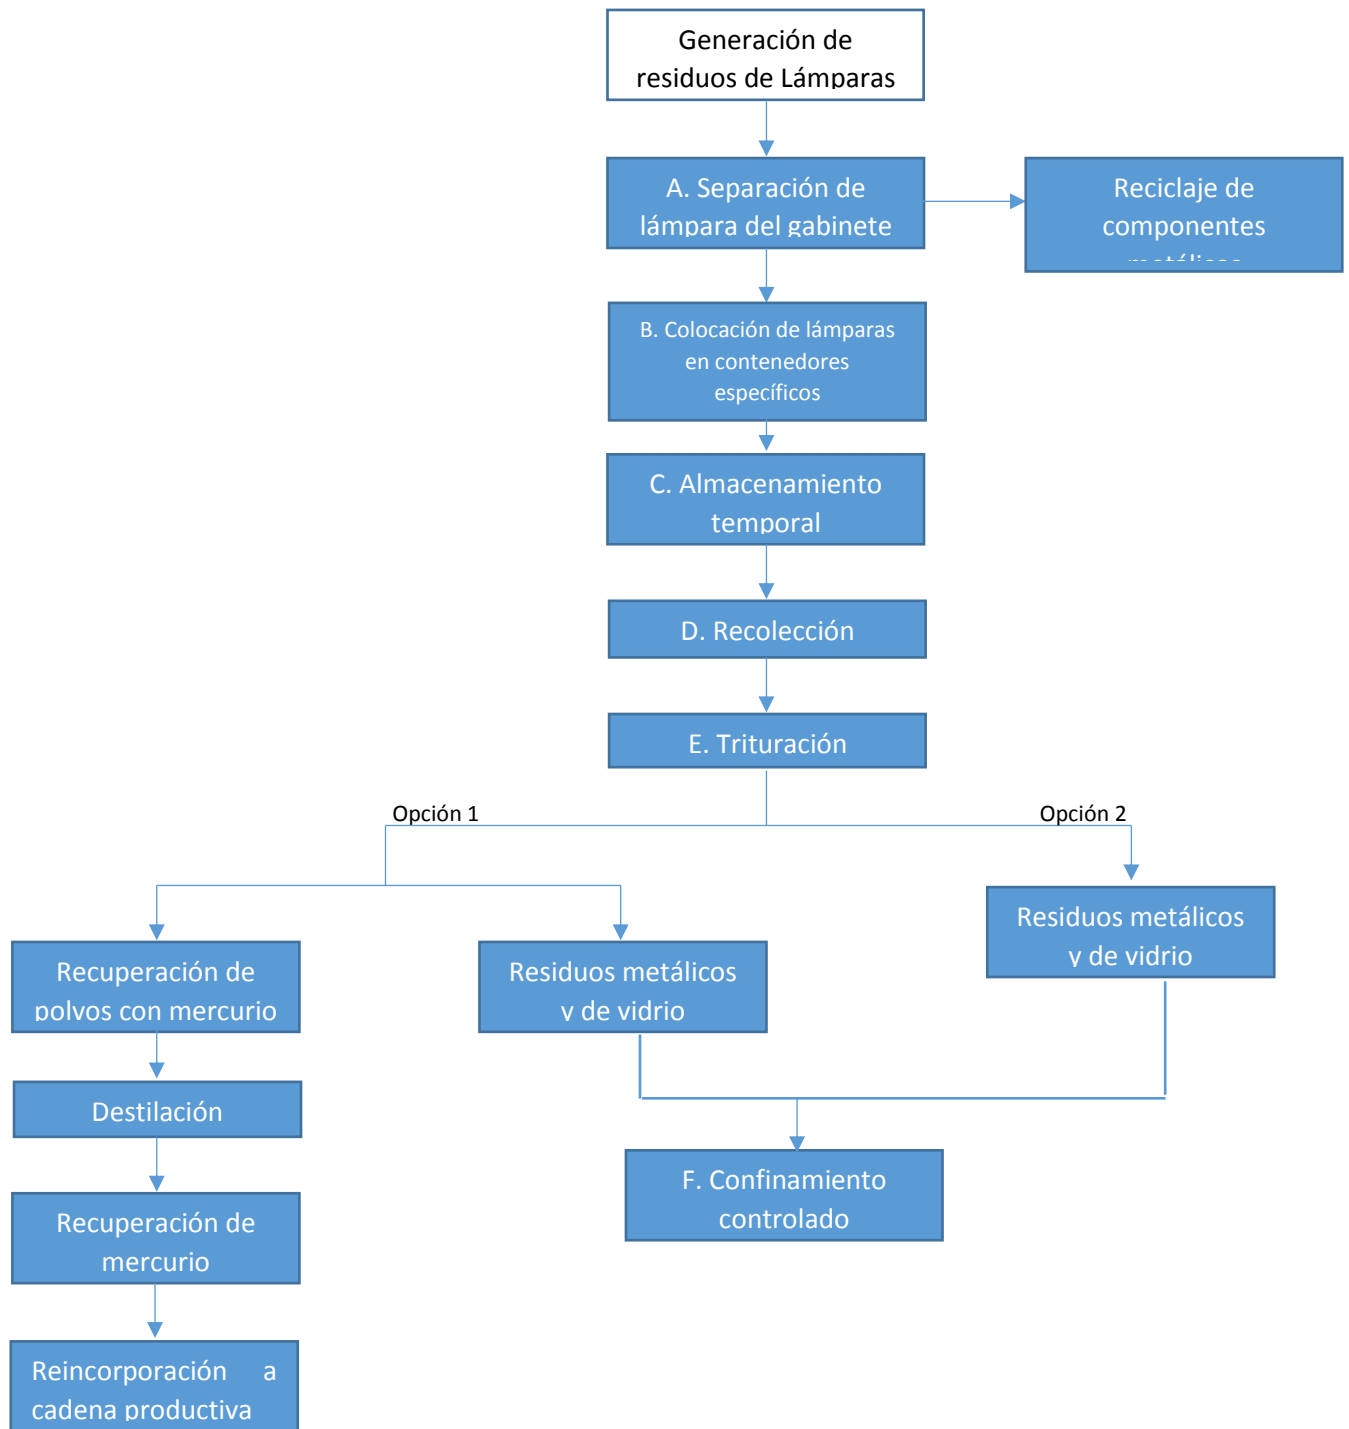 Generación de
residuos de Lámparas
A. Separación de
lámpara del gabinete
Reciclaje de
componentes
metálicos
B. Colocación de lámparas
en contenedores
específicos
C. Almacenamiento
temporal
D. Recolección
E. Trituración
Opción 1
Opción 2
Residuos metálicos
y de vidrio
Recuperación de
polvos con mercurio
Residuos metálicos
y de vidrio
Destilación
F. Confinamiento
controlado
Recuperación de
mercurio
Reincorporación a
cadena productiva